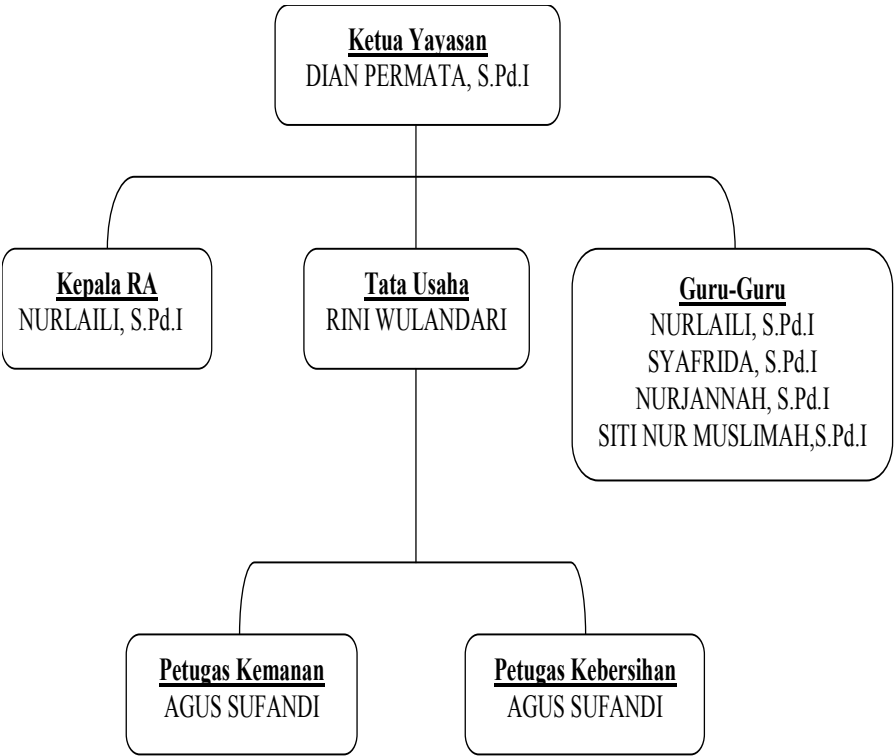 Ketua Yayasan
DIAN PERMATA, S.Pd.I
Kepala RA
NURLAILI, S.Pd.I
Tata Usaha
RINI WULANDARI
Guru-Guru
NURLAILI, S.Pd.I
SYAFRIDA, S.Pd.I
NURJANNAH, S.Pd.I
SITI NUR MUSLIMAH,S.Pd.I
Petugas Kemanan
AGUS SUFANDI
Petugas Kebersihan
AGUS SUFANDI